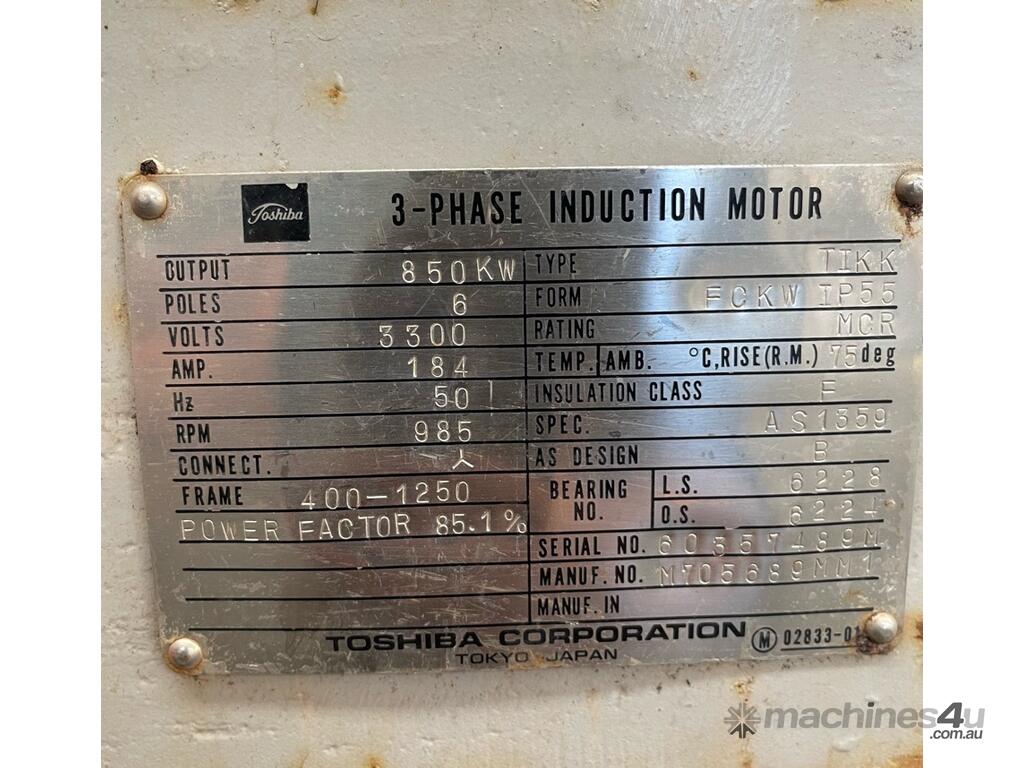 Toshiba 3-PHASE INDUCTION MOTOR
OUTPUT 850KW
POLES 6
VOLTS 3300
AMP. 184
Hz 50
RPM 985
CONNECT.
FRAME 400-1250
POWER FACTOR 85.1%
TYPE TIKK
FORM FCKW IP55
RATING MCR
TEMP. AMB. °C,RISE(R.M.) 75deg
INSULATION CLASS F
SPEC. AS1359
AS DESIGN B
BEARING NO. L.S. 6228
O.S. 6224
SERIAL NO. 60357489M
MANUF. NO. M705689MM1
MANUF. IN
TOSHIBA CORPORATION M
TOKYO JAPAN
machines4u
.com.au